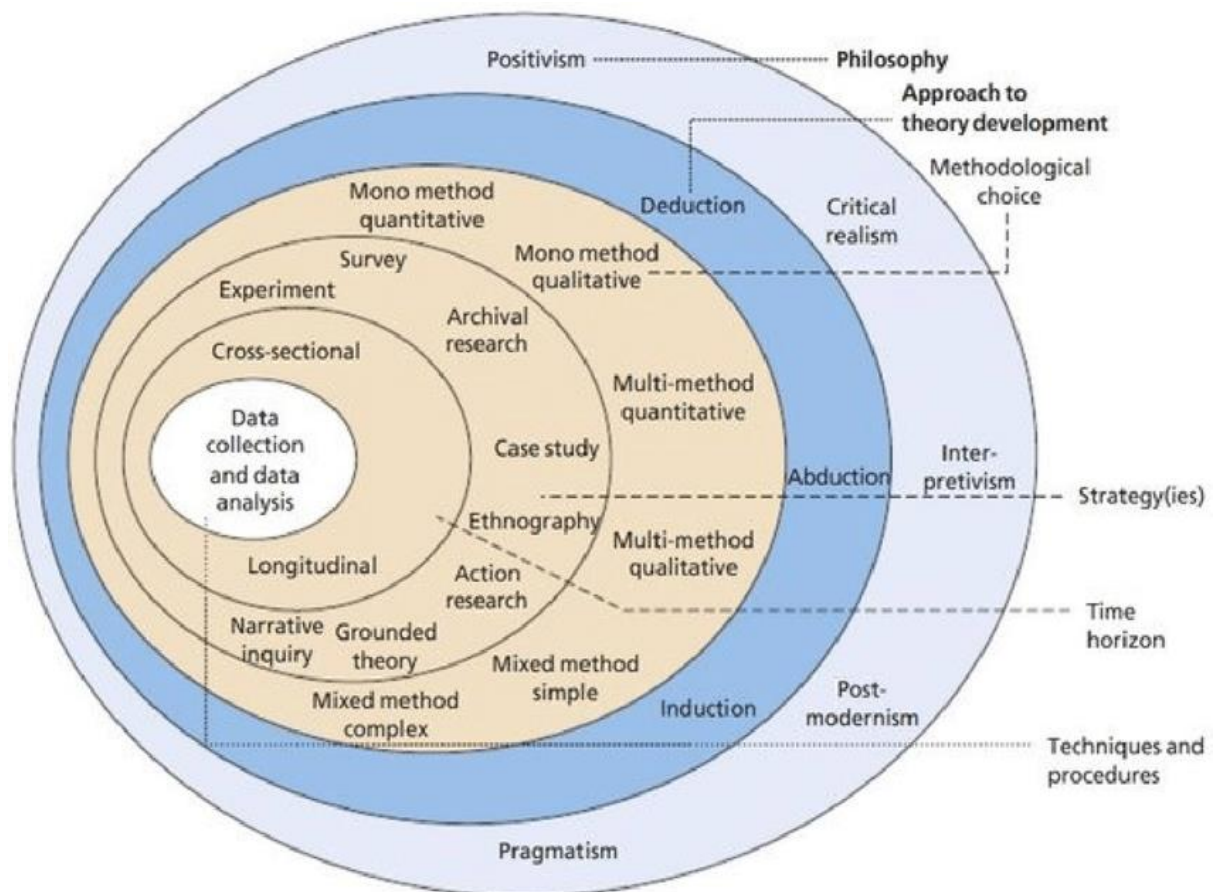 Positivism
Philosophy
Approach to
theory development
Methodological
choice
Mono method
quantitative
Deduction
Critical
realism
Survey
Mono method
qualitative
Experiment
Archival
research
Cross-sectional
Multi-method
quantitative
Data
collection
and data
analysis
Case study
Abduction
Inter-
pretivism
Strategy(ies)
Ethnography
Multi-method
qualitative
Longitudinal
Action
research
Time
horizon
Narrative
inquiry
Grounded
theory
Mixed method
simple
Mixed method
complex
Induction
Post-
modernism
Techniques and
procedures
Pragmatism